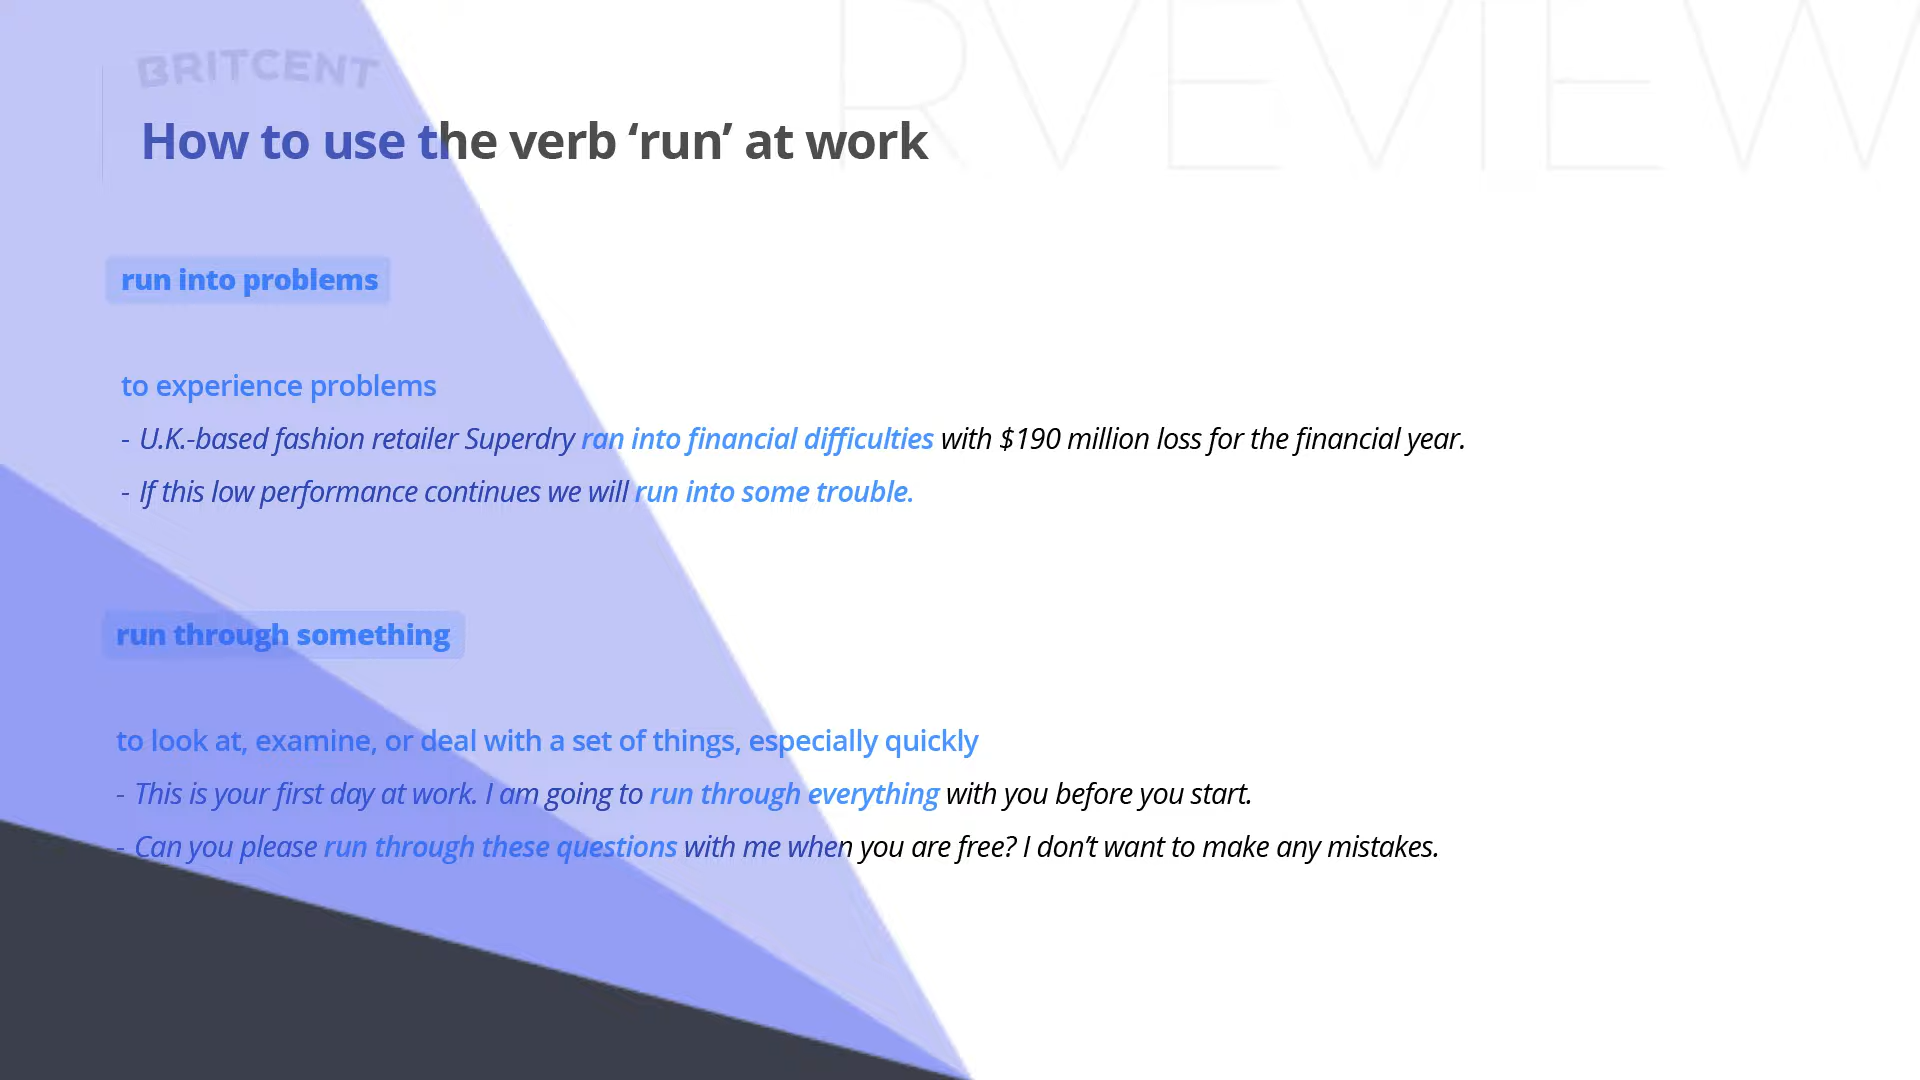 BRITCENT
How to use the verb ‘run’ at work
run into problems
to experience problems
- U.K.-based fashion retailer Superdry ran into financial difficulties with $190 million loss for the financial year.
- If this low performance continues we will run into some trouble.
run through something
to look at, examine, or deal with a set of things, especially quickly
- This is your first day at work. I am going to run through everything with you before you start.
- Can you please run through these questions with me when you are free? I don’t want to make any mistakes.